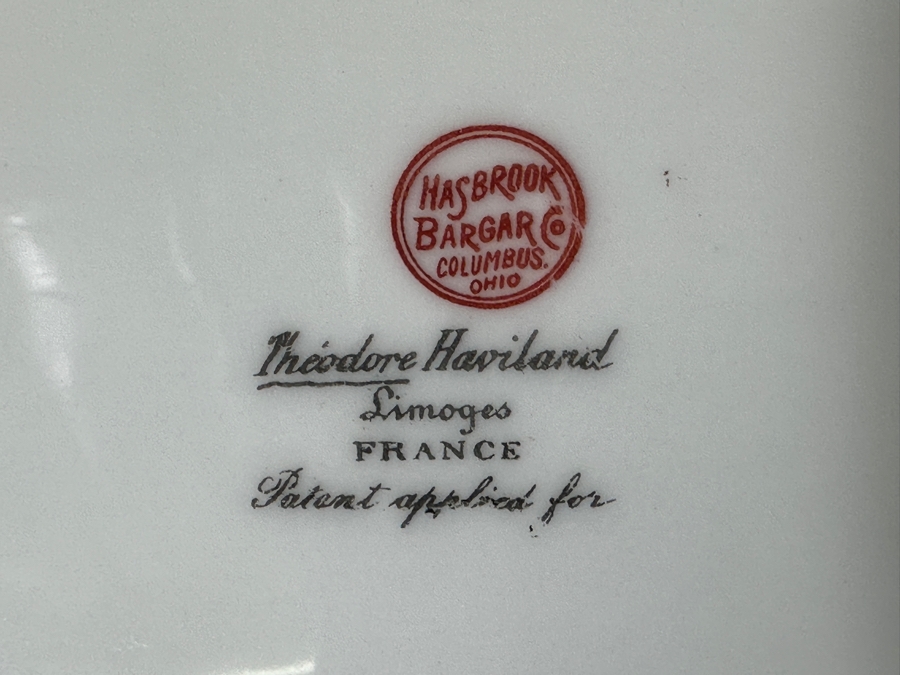 HASBROOK
BARGAR Co
COLUMBUS.
OHIO
Théodore Haviland
Limoges
FRANCE
Patent applied for